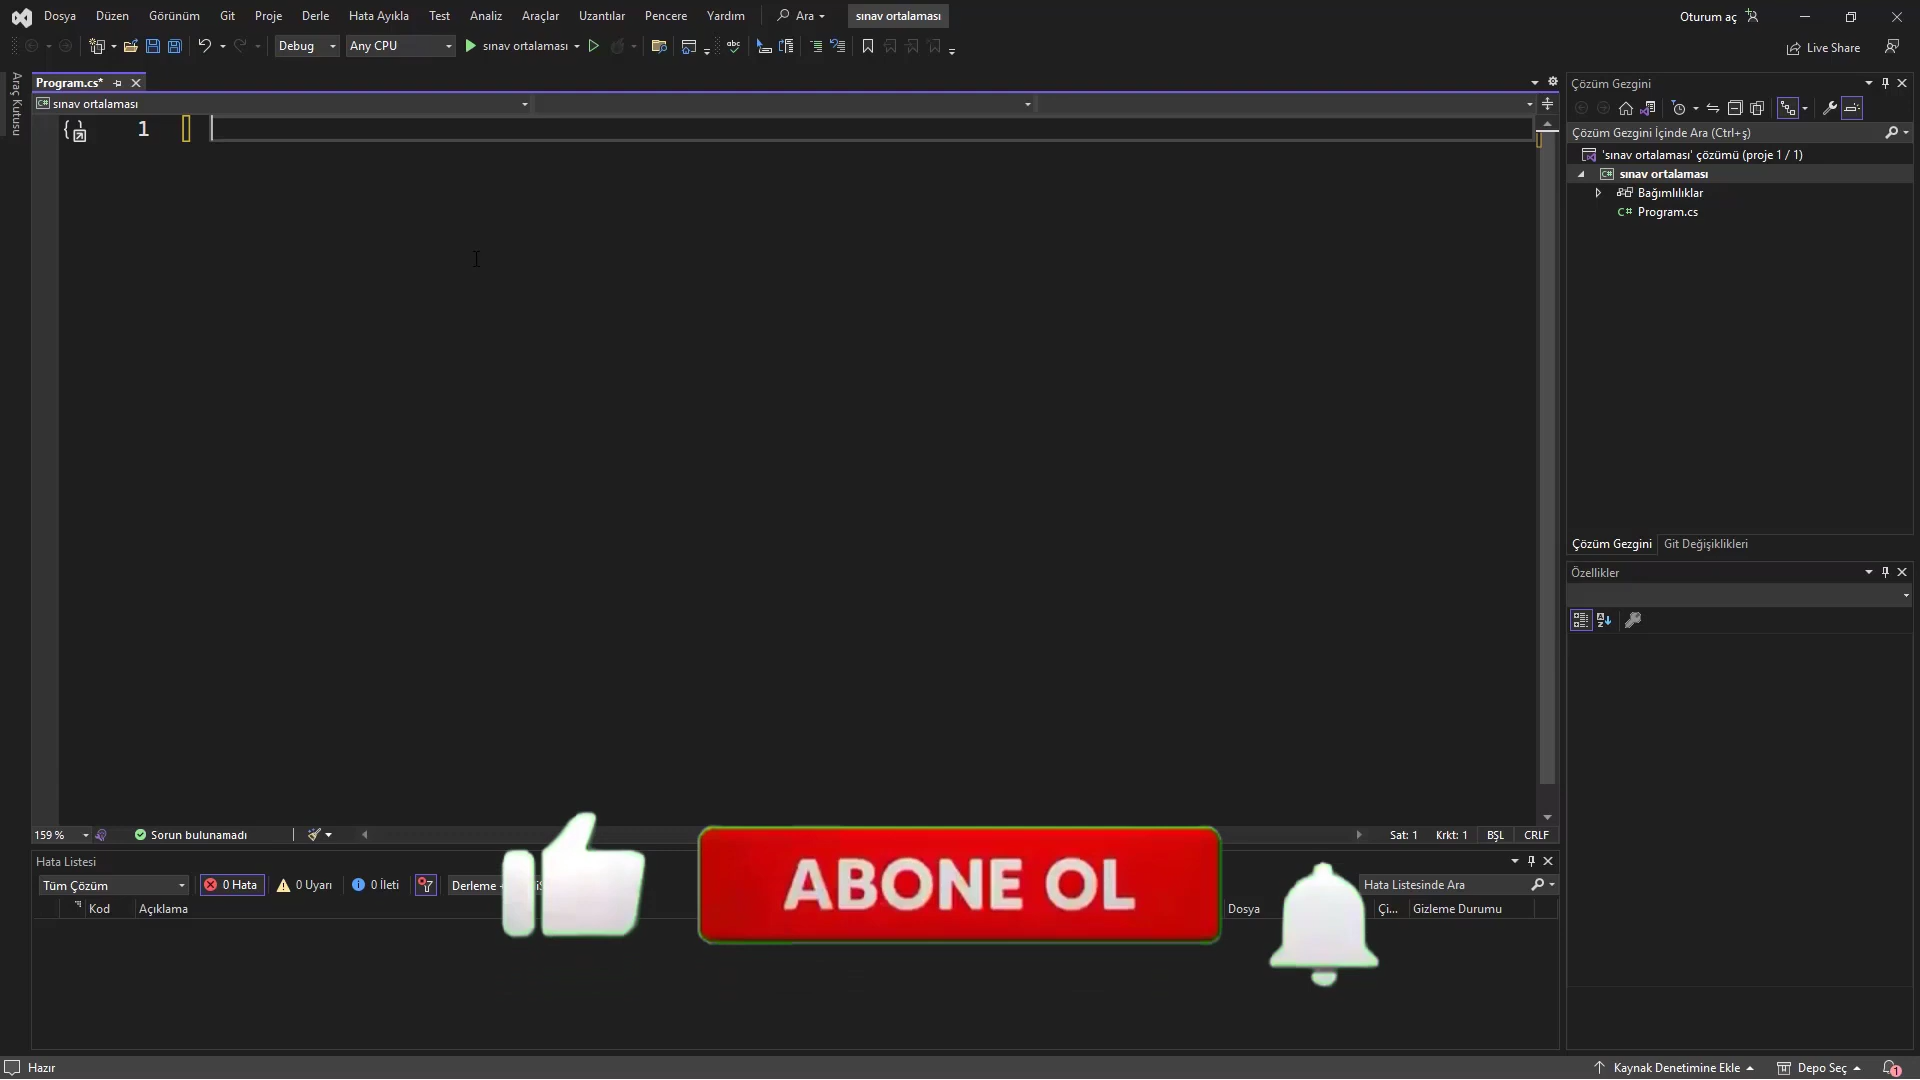 Dosya Düzen Görünüm Git Proje Derle Hata Ayıkla Test Analiz Araçlar Uzantılar Pencere Yardım Ara sınav ortalaması Oturum aç
Debug Any CPU sınav ortalaması Live Share
Araç Kutusu
Program.cs*
C# sınav ortalaması
1
Çözüm Gezgini
Çözüm Gezgini İçinde Ara (Ctrl+ş)
'sınav ortalaması' çözümü (proje 1 / 1)
C# sınav ortalaması
Bağımlılıklar
C# Program.cs
Çözüm Gezgini Git Değişiklikleri
Özellikler
159 % Sorun bulunamadı Sat: 1 Krkt: 1 BŞL CRLF
Hata Listesi
Tüm Çözüm 0 Hata 0 Uyarı 0 İleti Derleme Hata Listesinde Ara
Kod Açıklama Dosya Çi... Gizleme Durumu
ABONE OL
Hazır Kaynak Denetimine Ekle Depo Seç 1